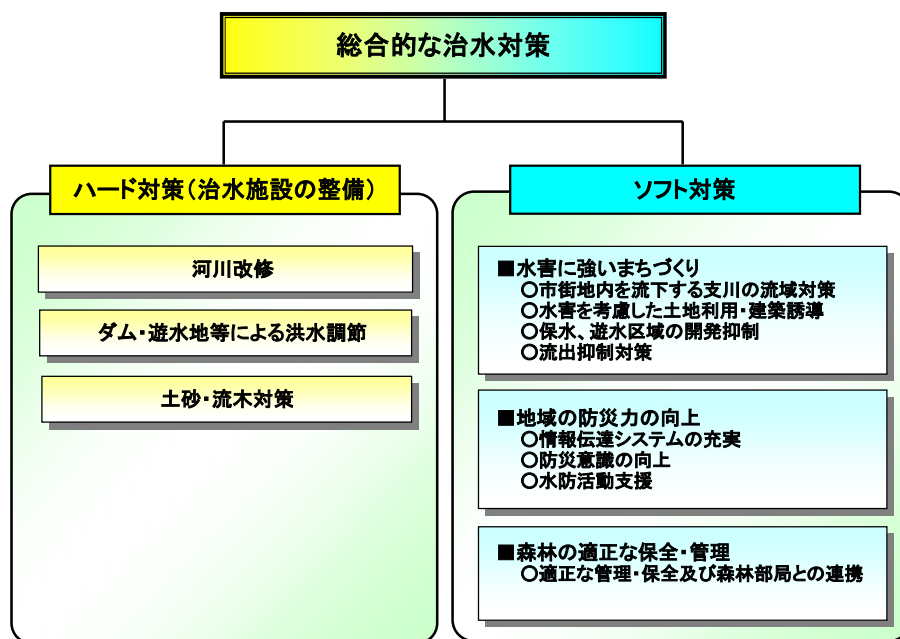 総合的な治水対策
ハード対策（治水施設の整備）
河川改修
ダム・遊水地等による洪水調節
土砂・流木対策
ソフト対策
■水害に強いまちづくり
○市街地内を流下する支川の流域対策
○水害を考慮した土地利用・建築誘導
○保水、遊水区域の開発抑制
○流出抑制対策
■地域の防災力の向上
○情報伝達システムの充実
○防災意識の向上
○水防活動支援
■森林の適正な保全・管理
○適正な管理・保全及び森林部局との連携